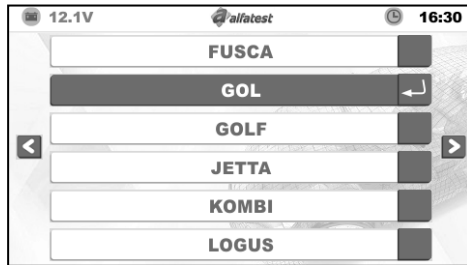 12.1V alfatest 16:30
FUSCA
GOL
GOLF
JETTA
KOMBI
LOGUS